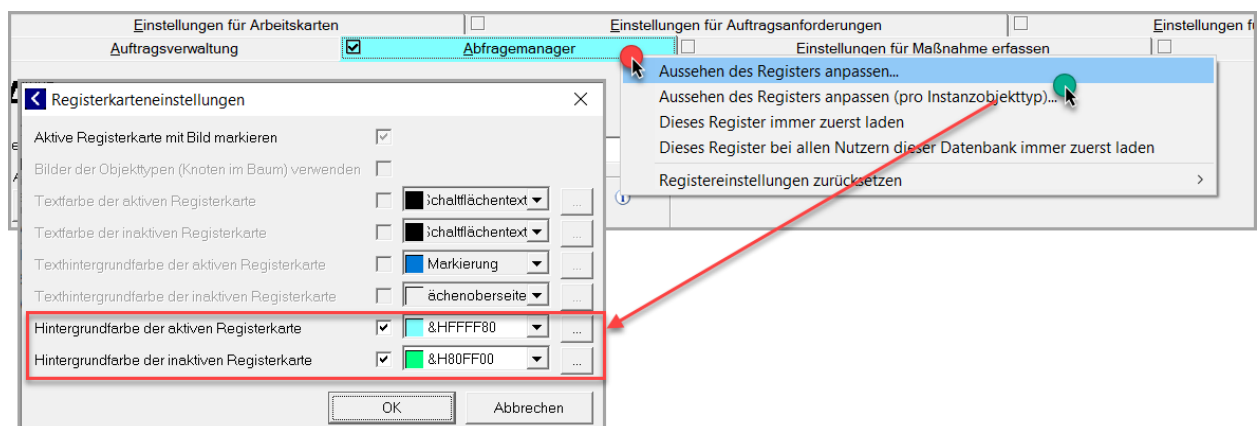 Einstellungen für Arbeitskarten
Einstellungen für Auftragsanforderungen
Einstellungen
Auftragsverwaltung
Abfragemanager
Einstellungen für Maßnahme erfassen
Aussehen des Registers anpassen...
Aussehen des Registers anpassen (pro Instanzobjekttyp)...
Dieses Register immer zuerst laden
Dieses Register bei allen Nutzern dieser Datenbank immer zuerst laden
Registereinstellungen zurücksetzen
Registerkarteneinstellungen
Aktive Registerkarte mit Bild markieren
Bilder der Objekttypen (Knoten im Baum) verwenden
Textfarbe der aktiven Registerkarte
chaltflächentext
...
Textfarbe der inaktiven Registerkarte
chaltflächentext
...
Texthintergrundfarbe der aktiven Registerkarte
Markierung
...
Texthintergrundfarbe der inaktiven Registerkarte
ächenoberseite
...
Hintergrundfarbe der aktiven Registerkarte
&HFFFF80
...
Hintergrundfarbe der inaktiven Registerkarte
&H80FF00
...
OK
Abbrechen